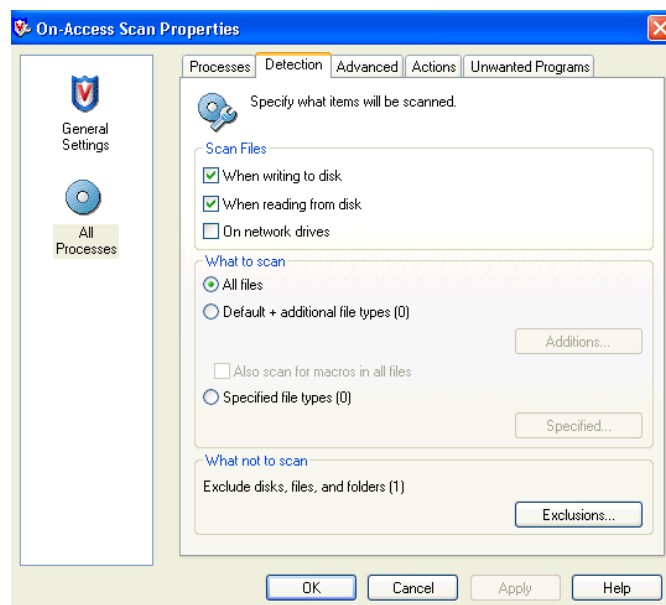 On-Access Scan Properties
General
Settings
All
Processes
Processes Detection Advanced Actions Unwanted Programs
Specify what items will be scanned.
Scan Files
When writing to disk
When reading from disk
On network drives
What to scan
All files
Default + additional file types (0)
Additions...
Also scan for macros in all files
Specified file types (0)
Specified...
What not to scan
Exclude disks, files, and folders (1)
Exclusions...
OK Cancel Apply Help